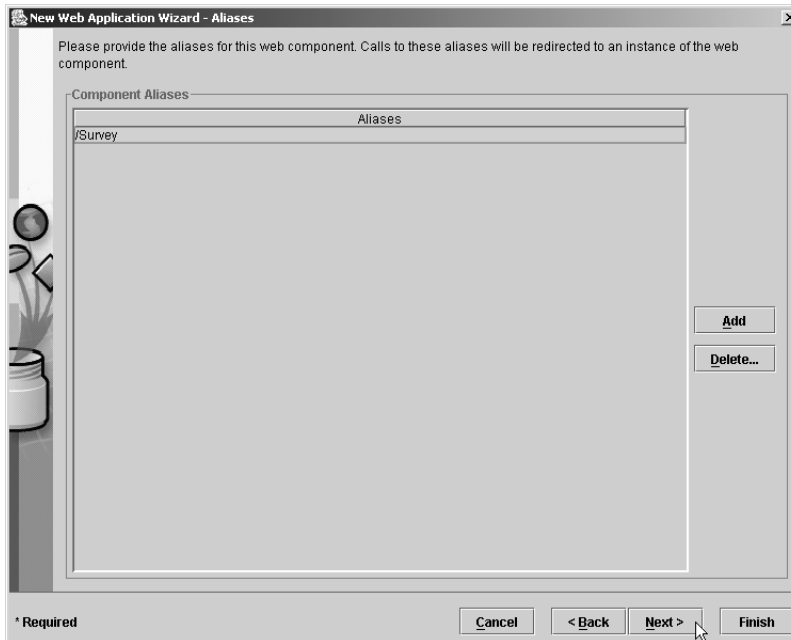 New Web Application Wizard - Aliases
Please provide the aliases for this web component. Calls to these aliases will be redirected to an instance of the web
component.
Component Aliases
Aliases
/Survey
Add
Delete...
* Required
Cancel
< Back
Next >
Finish